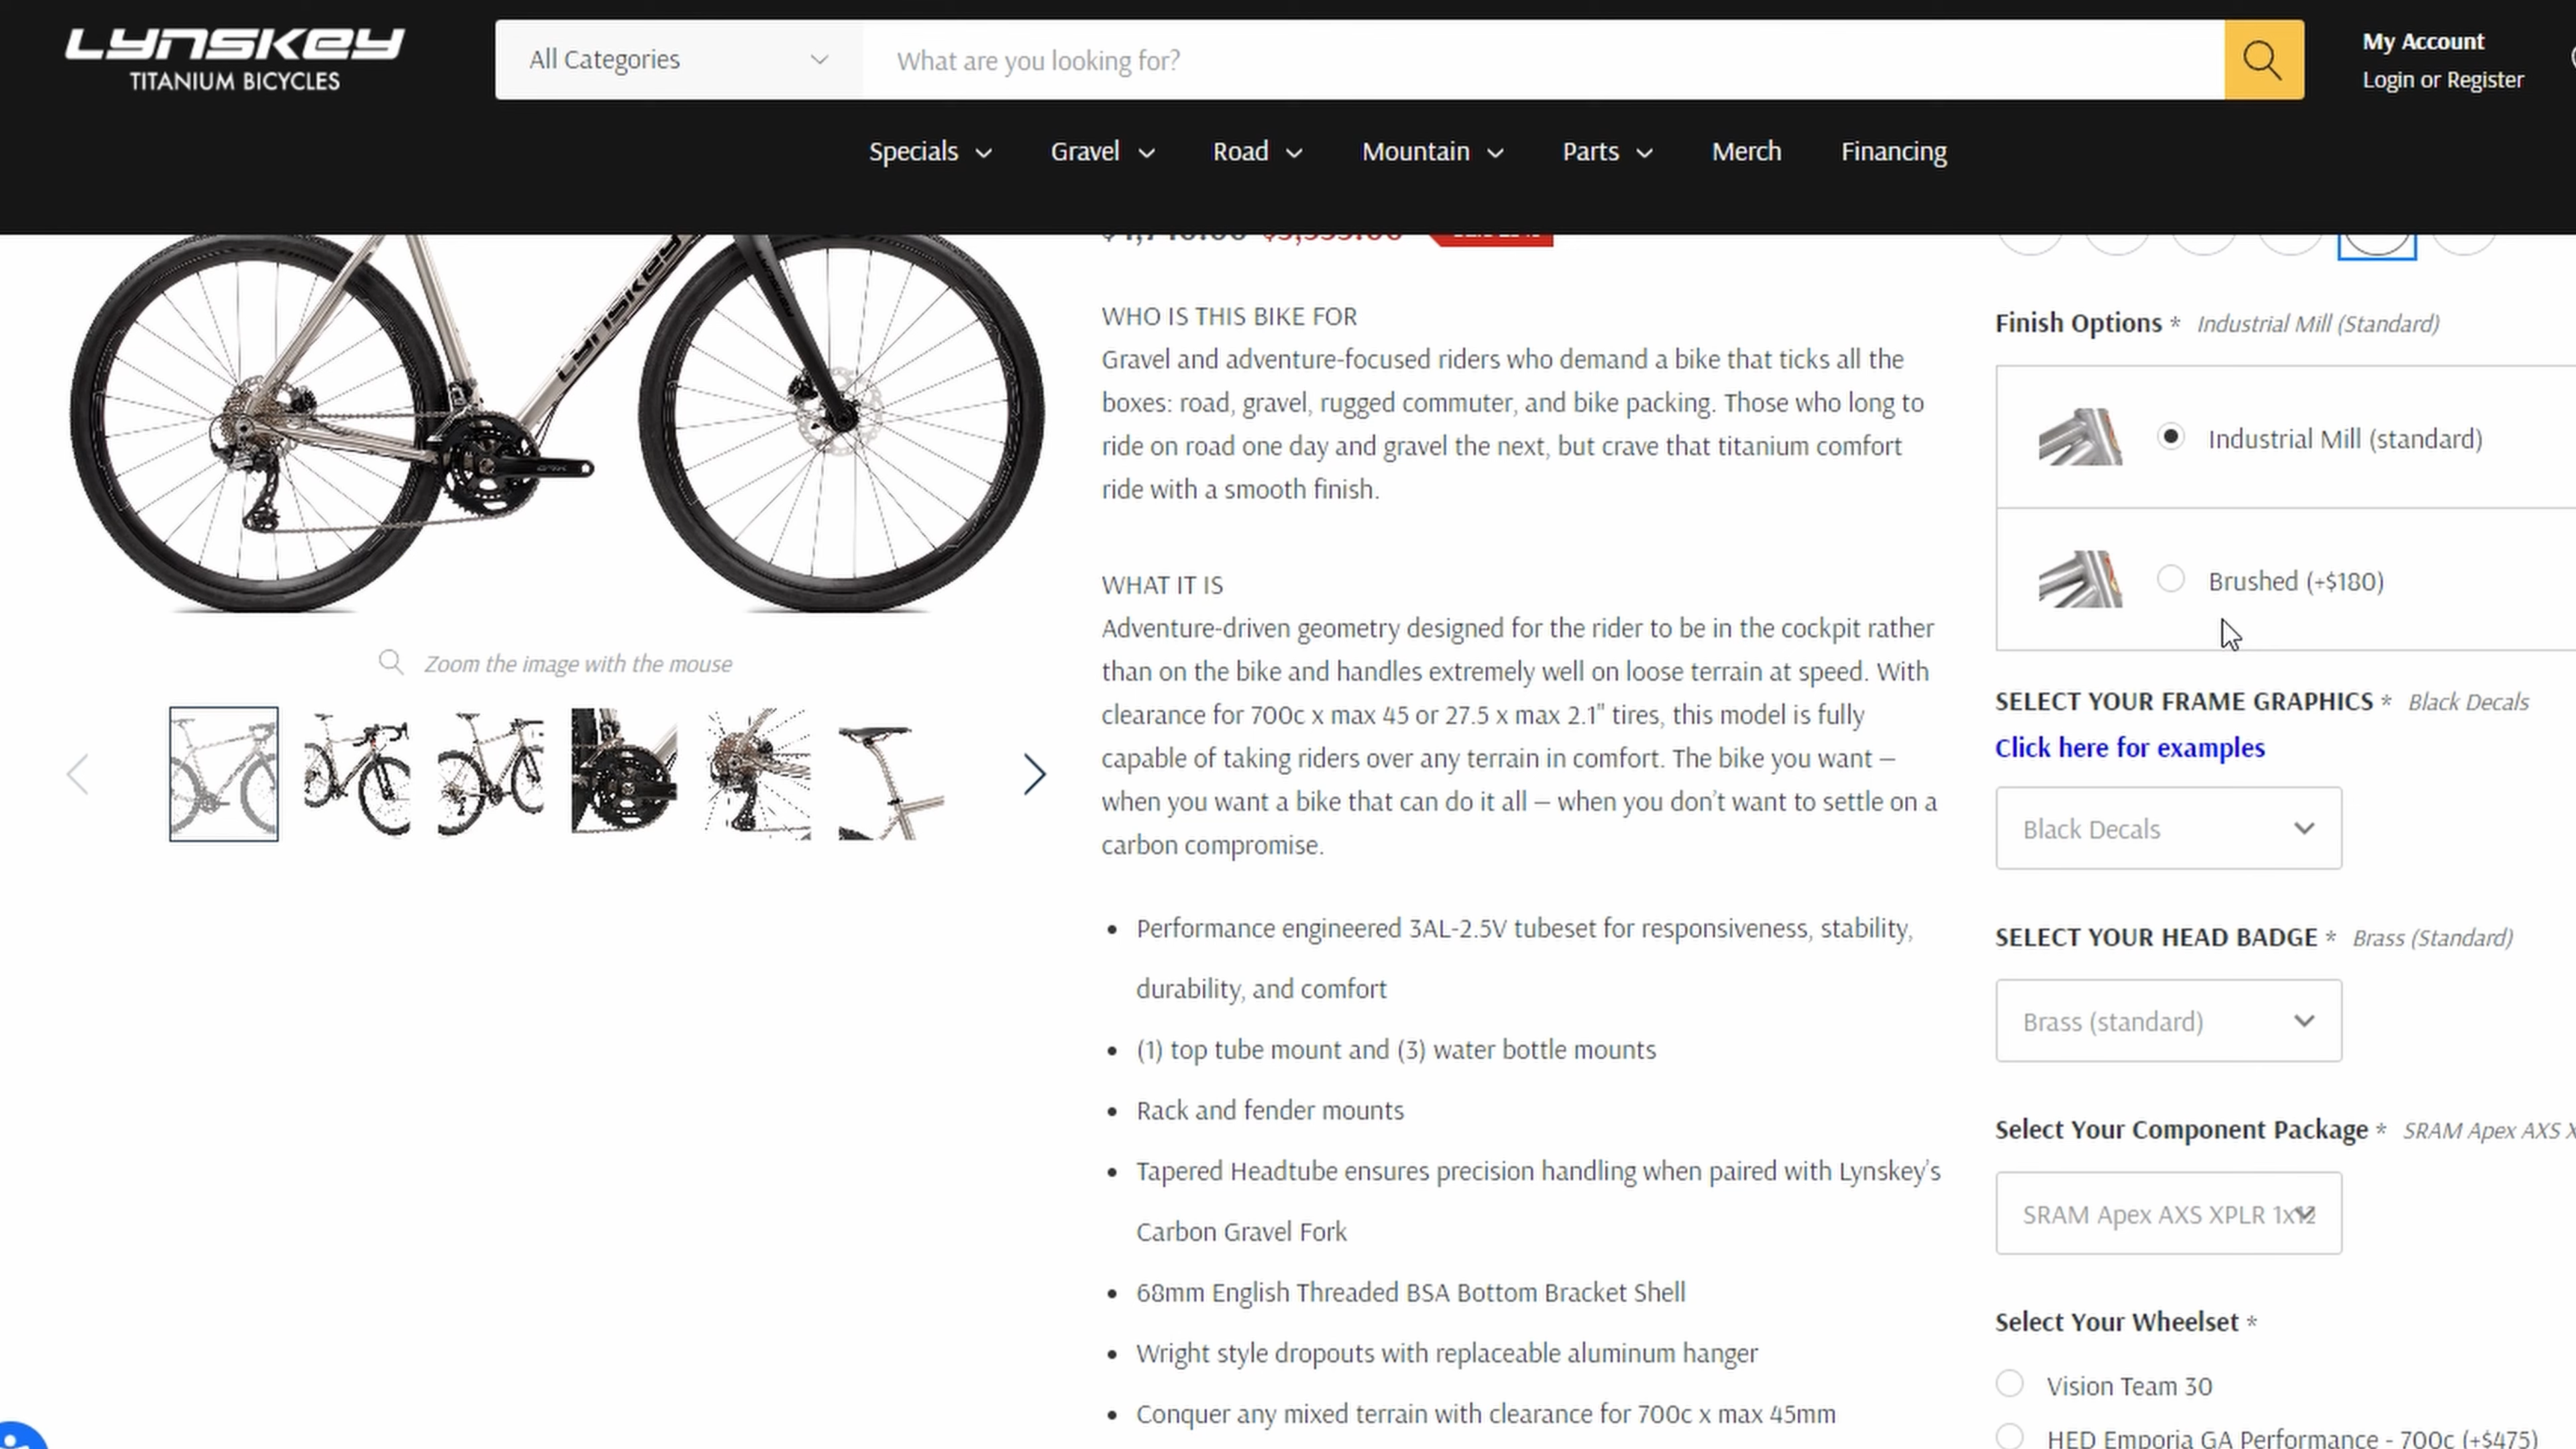 LYNSKEY
TITANIUM BICYCLES
All Categories
What are you looking for?
My Account
Login or Register
Specials
Gravel
Road
Mountain
Parts
Merch
Financing
LYNSKEY
WHO IS THIS BIKE FOR
Gravel and adventure-focused riders who demand a bike that ticks all the
boxes: road, gravel, rugged commuter, and bike packing. Those who long to
ride on road one day and gravel the next, but crave that titanium comfort
ride with a smooth finish.
WHAT IT IS
Adventure-driven geometry designed for the rider to be in the cockpit rather
than on the bike and handles extremely well on loose terrain at speed. With
clearance for 700c x max 45 or 27.5 x max 2.1" tires, this model is fully
capable of taking riders over any terrain in comfort. The bike you want –
when you want a bike that can do it all – when you don’t want to settle on a
carbon compromise.
• Performance engineered 3AL-2.5V tubeset for responsiveness, stability,
durability, and comfort
• (1) top tube mount and (3) water bottle mounts
• Rack and fender mounts
• Tapered Headtube ensures precision handling when paired with Lynskey’s
Carbon Gravel Fork
• 68mm English Threaded BSA Bottom Bracket Shell
• Wright style dropouts with replaceable aluminum hanger
• Conquer any mixed terrain with clearance for 700c x max 45mm
Zoom the image with the mouse
Finish Options * Industrial Mill (Standard)
Industrial Mill (standard)
Brushed (+$180)
SELECT YOUR FRAME GRAPHICS * Black Decals
Click here for examples
Black Decals
SELECT YOUR HEAD BADGE * Brass (Standard)
Brass (standard)
Select Your Component Package * SRAM Apex AXS X
SRAM Apex AXS XPLR 1x12
Select Your Wheelset *
Vision Team 30
HED Emporia GA Performance - 700c (+$475)